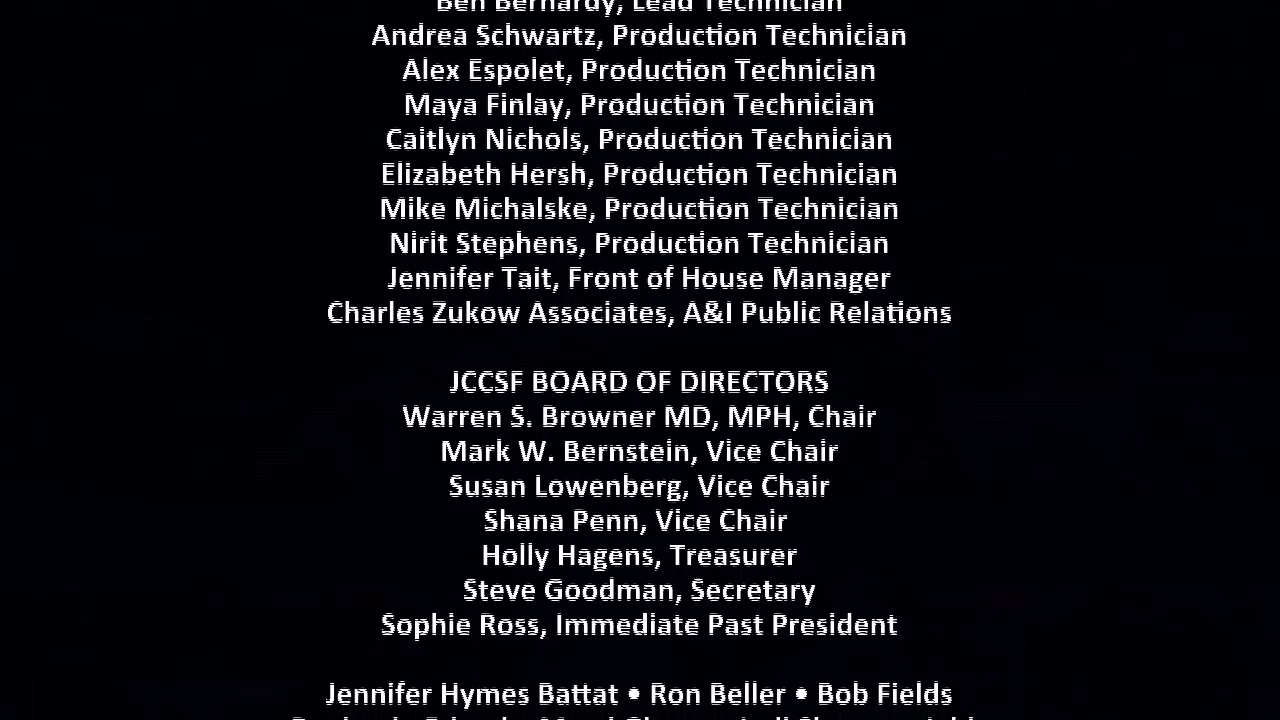 Ben Bernardy, Lead Technician
Andrea Schwartz, Production Technician
Alex Espolet, Production Technician
Maya Finlay, Production Technician
Caitlyn Nichols, Production Technician
Elizabeth Hersh, Production Technician
Mike Michalske, Production Technician
Nirit Stephens, Production Technician
Jennifer Tait, Front of House Manager
Charles Zukow Associates, A&I Public Relations
JCCSF BOARD OF DIRECTORS
Warren S. Browner MD, MPH, Chair
Mark W. Bernstein, Vice Chair
Susan Lowenberg, Vice Chair
Shana Penn, Vice Chair
Holly Hagens, Treasurer
Steve Goodman, Secretary
Sophie Ross, Immediate Past President
Jennifer Hymes Battat • Ron Beller • Bob Fields